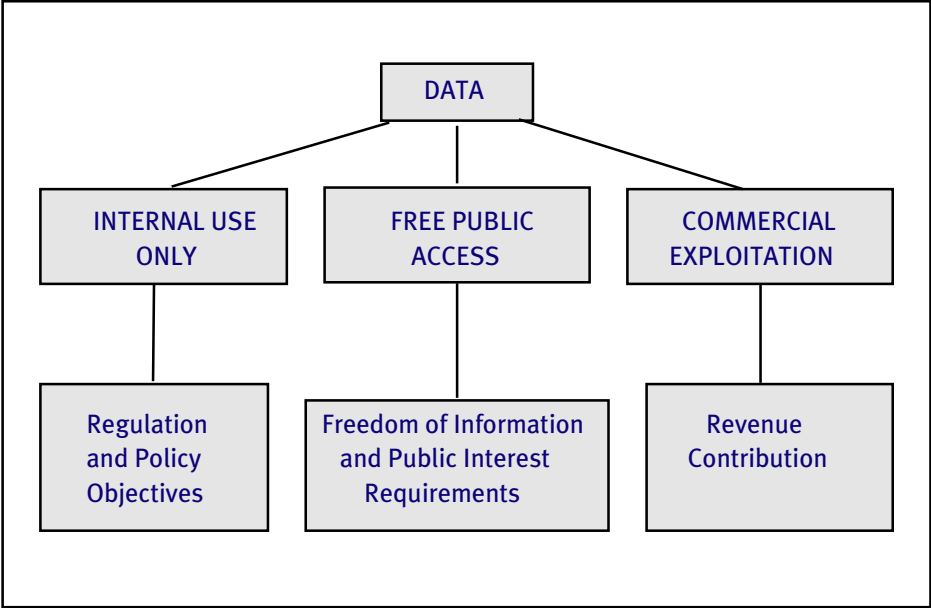 DATA
INTERNAL USE
ONLY
FREE PUBLIC
ACCESS
COMMERCIAL
EXPLOITATION
Regulation
and Policy
Objectives
Freedom of Information
and Public Interest
Requirements
Revenue
Contribution